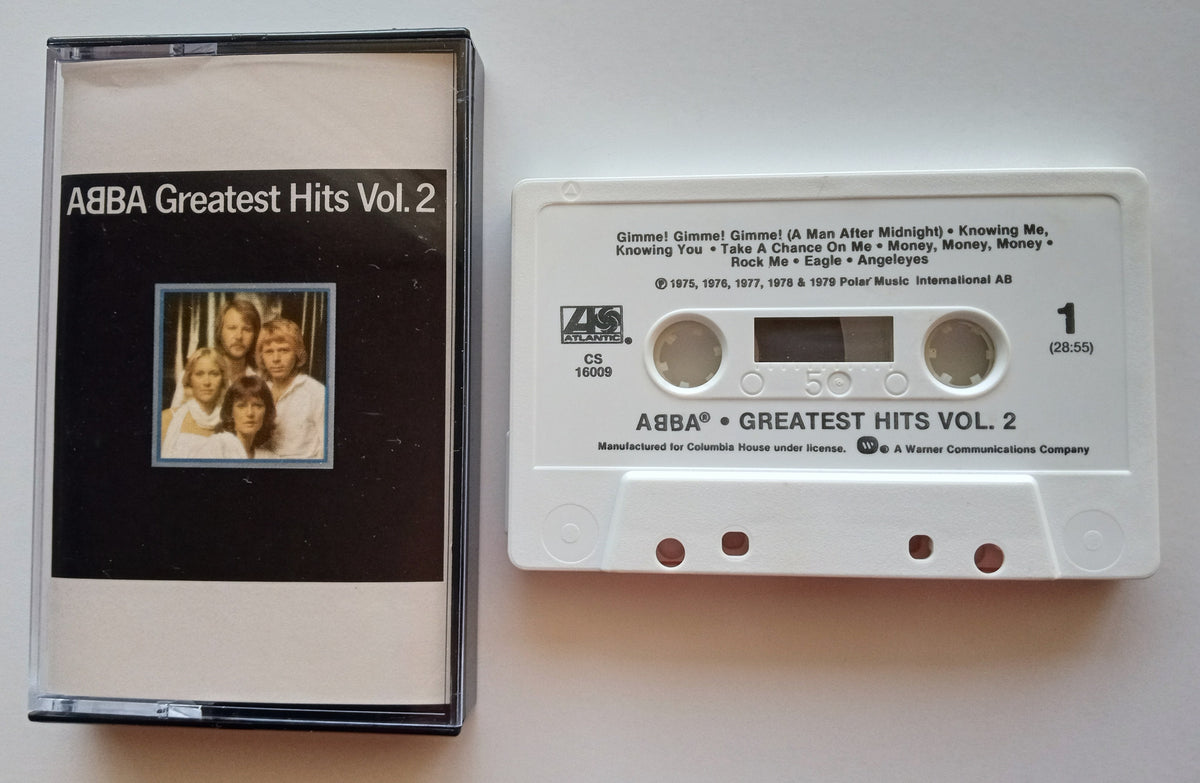 AᗺBA Greatest Hits Vol. 2
Gimme! Gimme! Gimme! (A Man After Midnight) • Knowing Me,
Knowing You • Take A Chance On Me • Money, Money, Money •
Rock Me • Eagle • Angeleyes
℗ 1975, 1976, 1977, 1978 & 1979 Polar Music International AB
ATLANTIC
CS
16009
1
(28:55)
50
AᗺBA® • GREATEST HITS VOL. 2
Manufactured for Columbia House under license. A Warner Communications Company